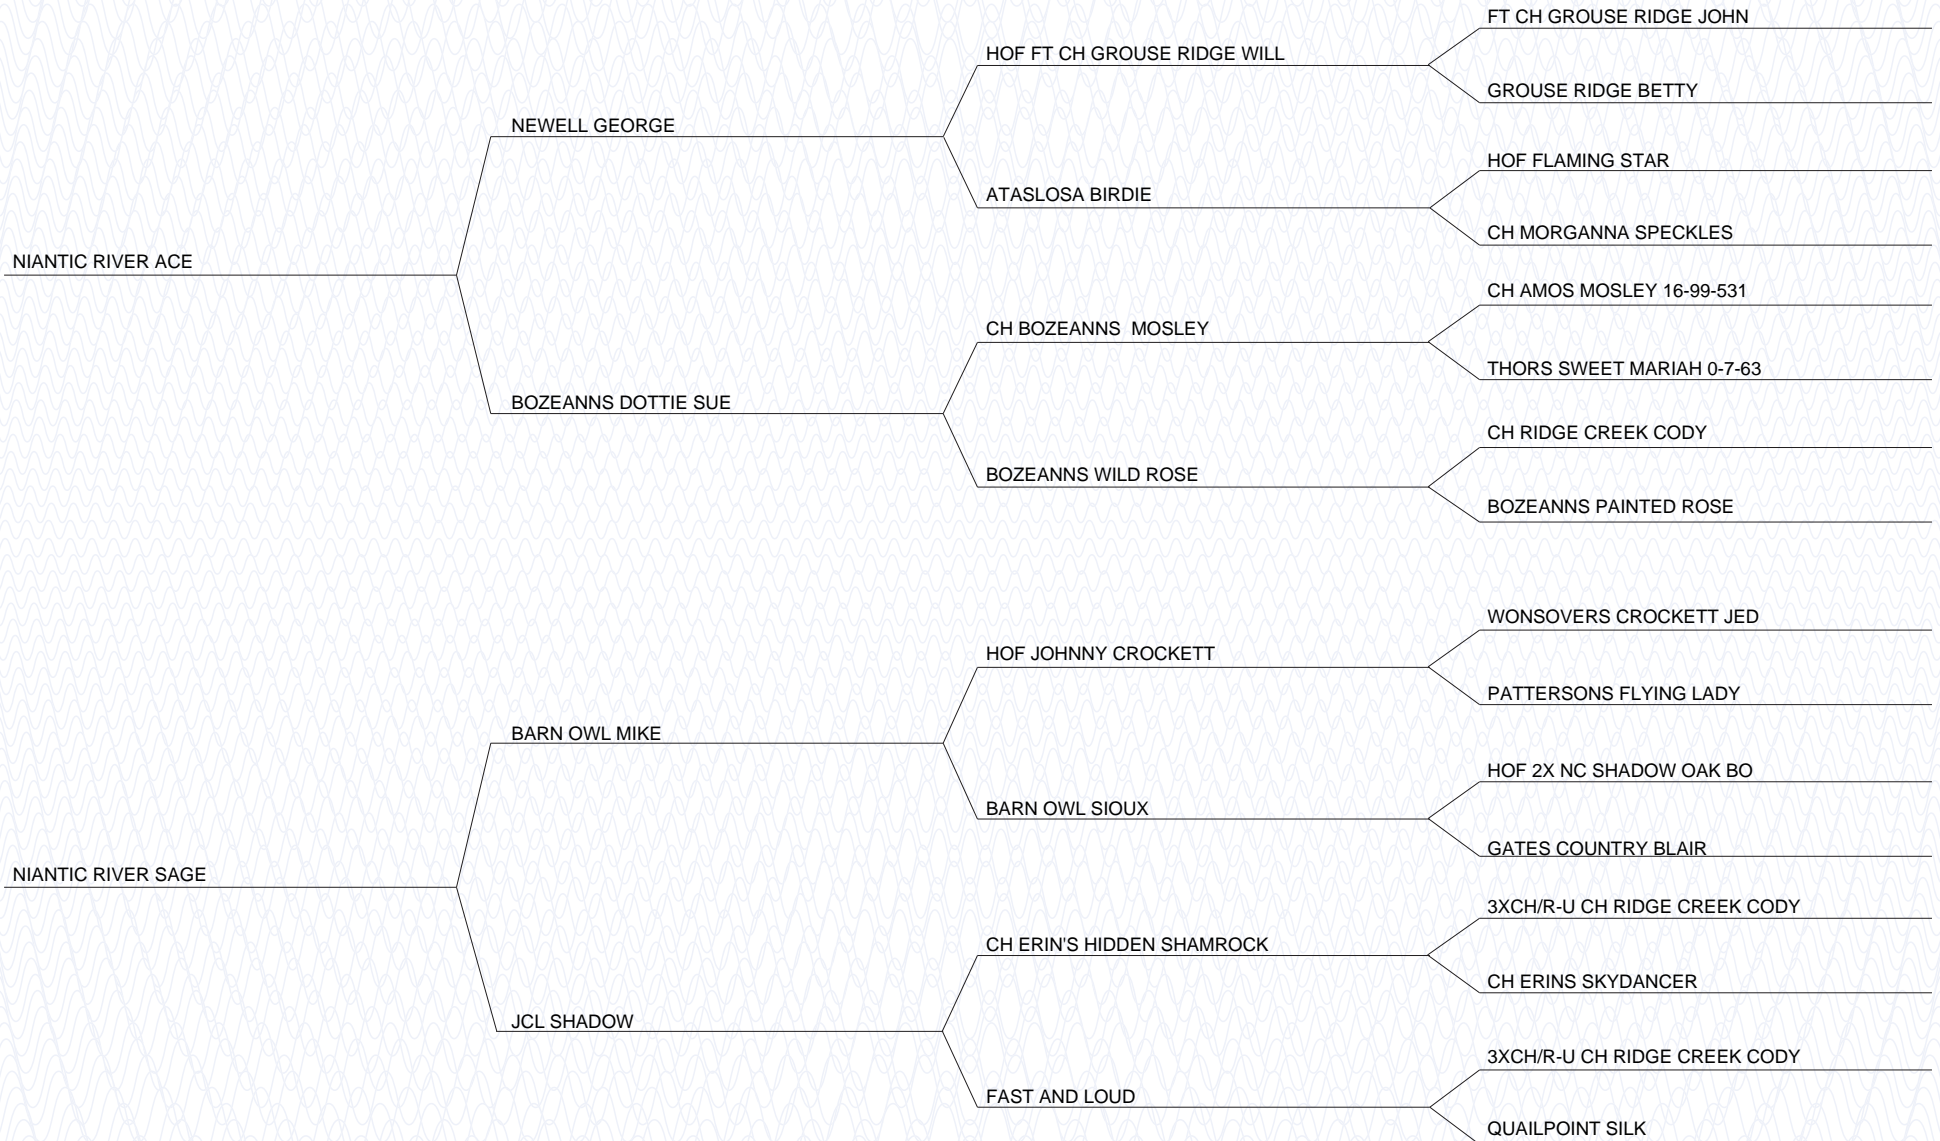 FT CH GROUSE RIDGE JOHN
HOF FT CH GROUSE RIDGE WILL
GROUSE RIDGE BETTY
NEWELL GEORGE
HOF FLAMING STAR
ATASLOSA BIRDIE
CH MORGANNA SPECKLES
NIANTIC RIVER ACE
CH AMOS MOSLEY 16-99-531
CH BOZEANNS  MOSLEY
THORS SWEET MARIAH 0-7-63
BOZEANNS DOTTIE SUE
CH RIDGE CREEK CODY
BOZEANNS WILD ROSE
BOZEANNS PAINTED ROSE
WONSOVERS CROCKETT JED
HOF JOHNNY CROCKETT
PATTERSONS FLYING LADY
BARN OWL MIKE
HOF 2X NC SHADOW OAK BO
BARN OWL SIOUX
GATES COUNTRY BLAIR
NIANTIC RIVER SAGE
3XCH/R-U CH RIDGE CREEK CODY
CH ERIN'S HIDDEN SHAMROCK
CH ERINS SKYDANCER
JCL SHADOW
3XCH/R-U CH RIDGE CREEK CODY
FAST AND LOUD
QUAILPOINT SILK